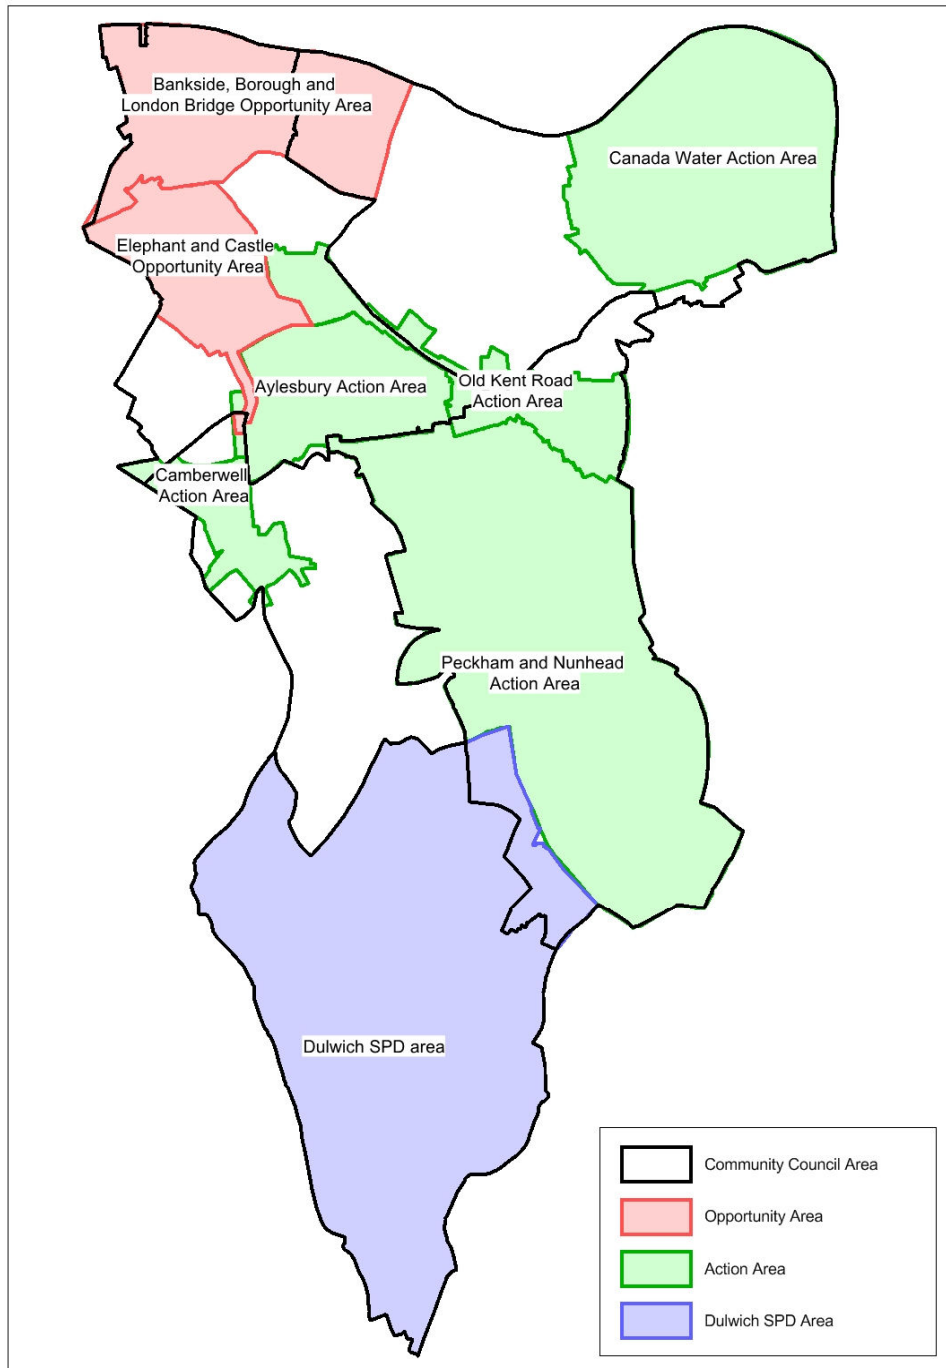 Bankside, Borough and
London Bridge Opportunity Area
Canada Water Action Area
Elephant and Castle
Opportunity Area
Aylesbury Action Area
Old Kent Road
Action Area
Camberwell
Action Area
Peckham and Nunhead
Action Area
Dulwich SPD area
Community Council Area
Opportunity Area
Action Area
Dulwich SPD Area